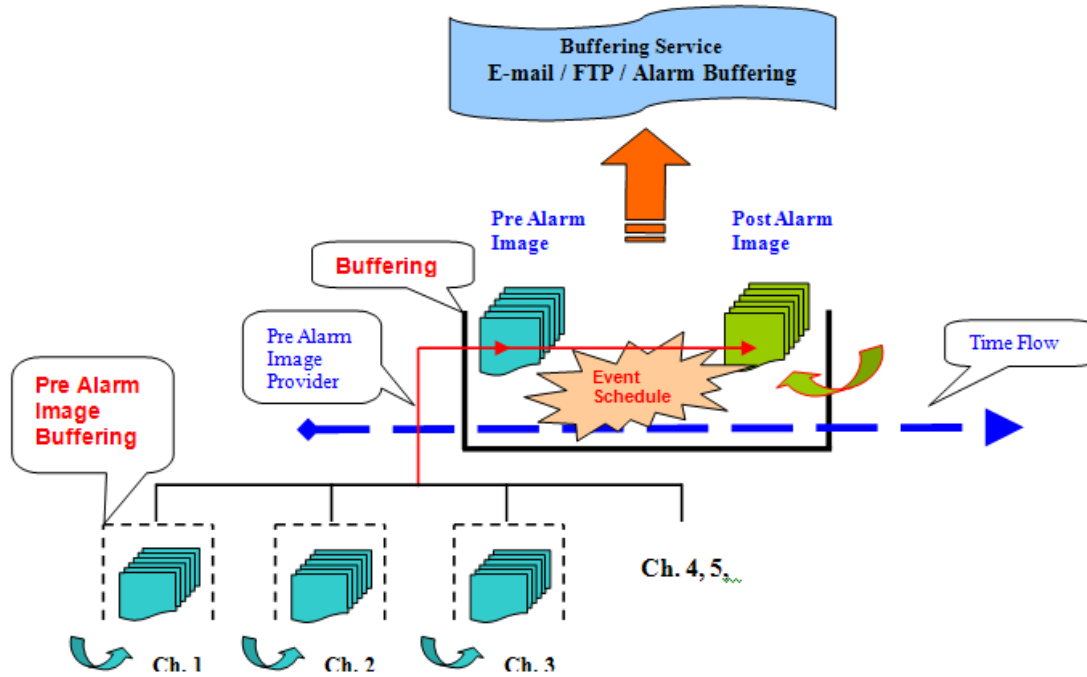 Buffering Service
E-mail / FTP / Alarm Buffering
Pre Alarm
Image
Post Alarm
Image
Buffering
Pre Alarm
Image
Provider
Time Flow
Event
Schedule
Pre Alarm
Image
Buffering
Ch. 4, 5,
Ch. 1
Ch. 2
Ch. 3